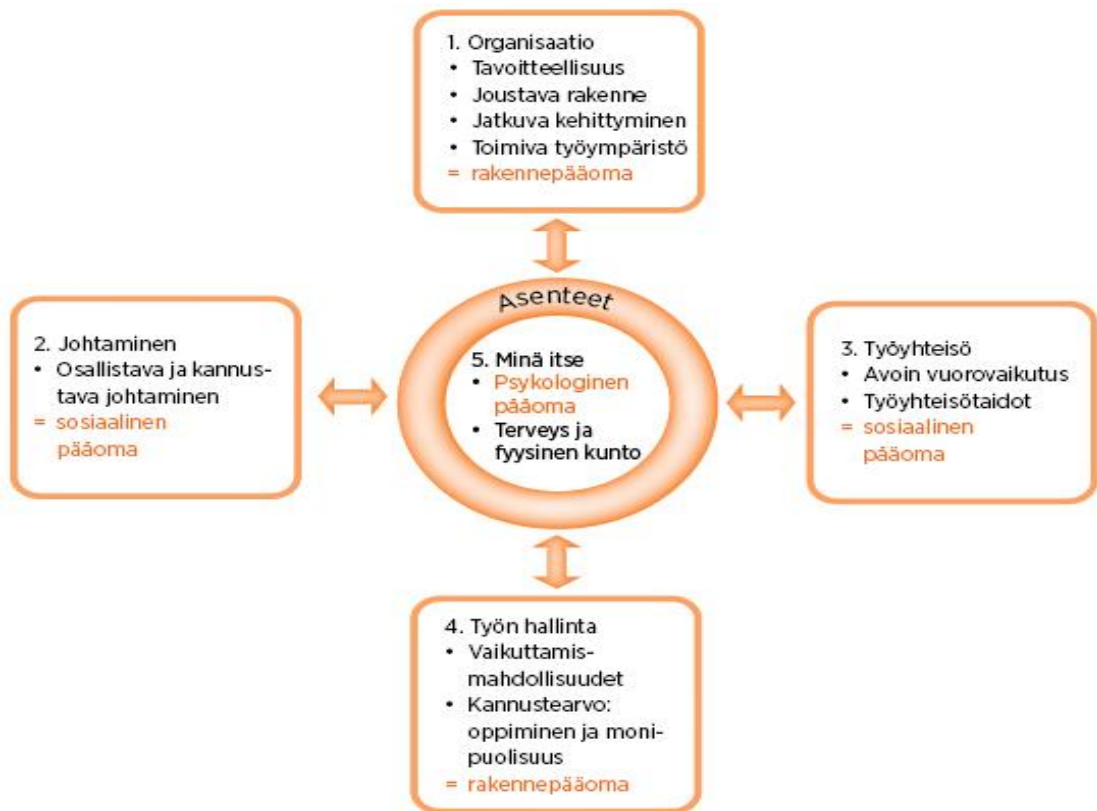 1. Organisaatio
• Tavoitteellisuus
• Joustava rakenne
• Jatkuva kehittyminen
• Toimiva työympäristö
= rakennepääoma
Asenteet
2. Johtaminen
• Osallistava ja kannus-
tava johtaminen
= sosiaalinen
pääoma
5. Minä itse
• Psykologinen
pääoma
• Terveys ja
fyysinen kunto
3. Työyhteisö
• Avoin vuorovaikutus
• Työyhteisötaidot
= sosiaalinen
pääoma
4. Työn hallinta
• Vaikuttamis-
mahdollisuudet
• Kannustearvo:
oppiminen ja moni-
puolisuus
= rakennepääoma